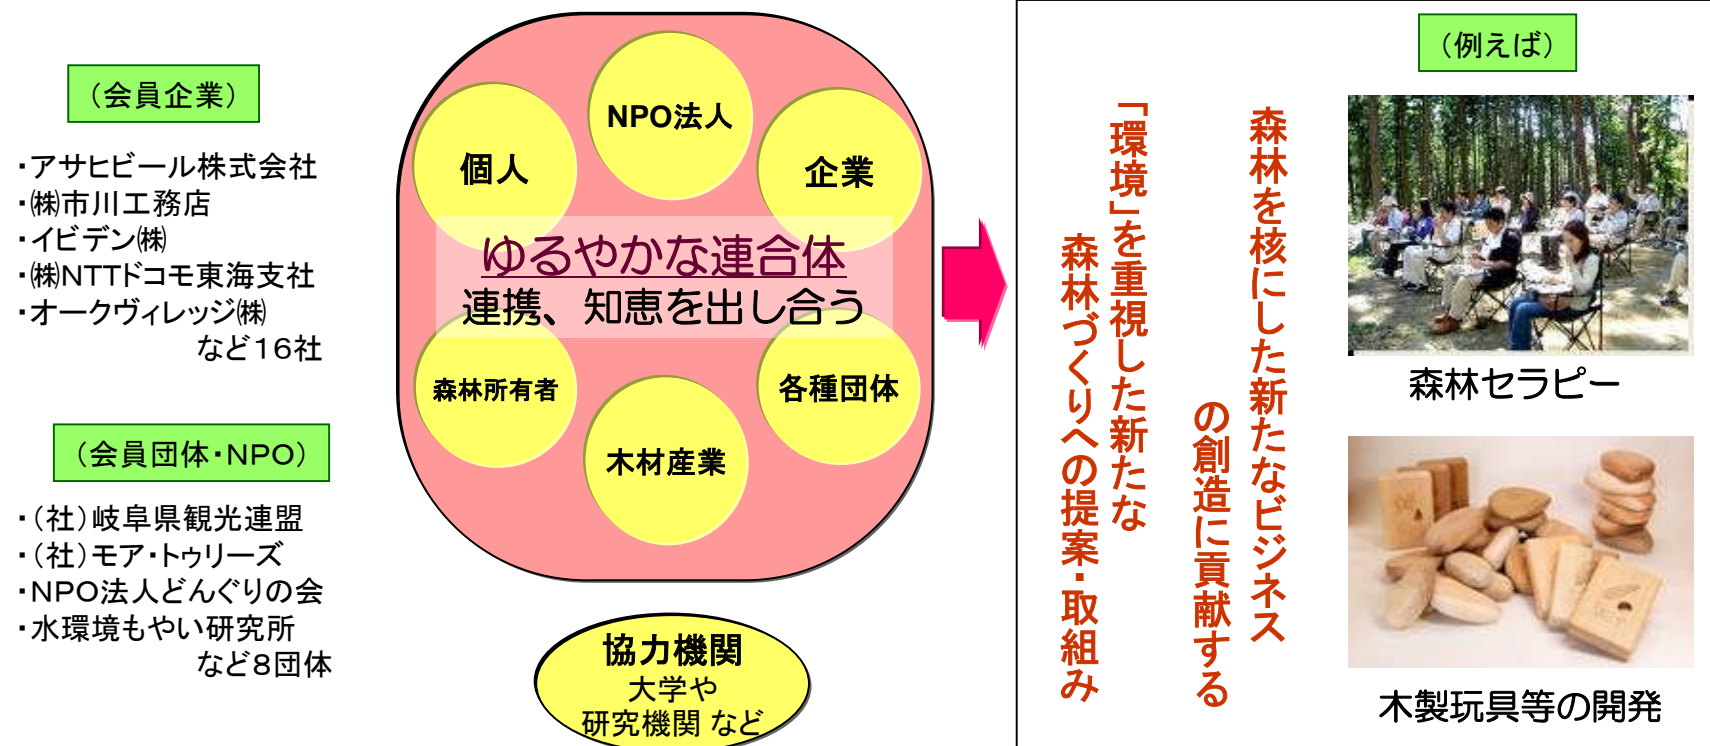 （会員企業）
・アサヒビール株式会社
・㈱市川工務店
・イビデン㈱
・㈱NTTドコモ東海支社
・オークヴィレッジ㈱
など１６社
（会員団体・NPO）
・（社）岐阜県観光連盟
・（社）モア・トゥリーズ
・NPO法人どんぐりの会
・水環境もやい研究所
など８団体
NPO法人
個人
企業
ゆるやかな連合体
連携、知恵を出し合う
森林所有者
各種団体
木材産業
協力機関
大学や
研究機関 など
森林を核にした新たなビジネス
の創造に貢献する
「環境」を重視した新たな
森林づくりへの提案・取組み
（例えば）
森林セラピー
木製玩具等の開発